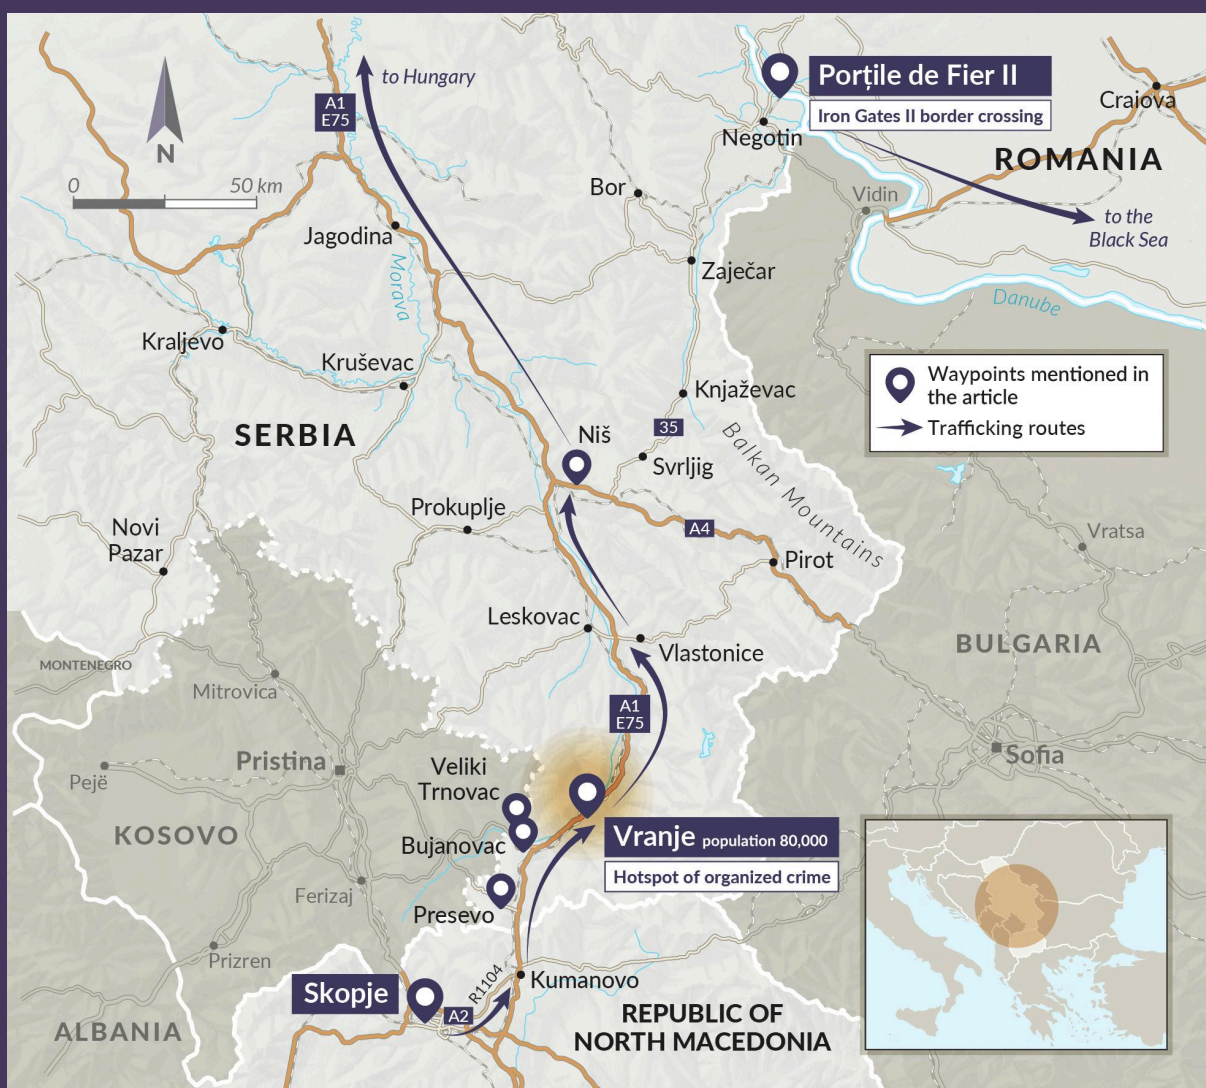 to Hungary
A1
E75
N
0
50 km
Porțile de Fier II
Iron Gates II border crossing
Craiova
Negotin
ROMANIA
Bor
Vidin
to the
Black Sea
Jagodina
Morava
Zaječar
Danube
Kraljevo
Kruševac
Waypoints mentioned in
the article
Trafficking routes
Knjaževac
35
SERBIA
Niš
Svrljig
Balkan Mountains
Prokuplje
A4
Novi
Pazar
Vratsa
Pirot
Leskovac
Vlastonice
BULGARIA
MONTENEGRO
Mitrovica
A1
E75
Pristina
Sofia
Veliki
Trnovac
Pejë
KOSOVO
Bujanovac
Vranje population 80,000
Hotspot of organized crime
Ferizaj
Presevo
Prizren
Skopje
R1104
A2
Kumanovo
REPUBLIC OF
NORTH MACEDONIA
ALBANIA